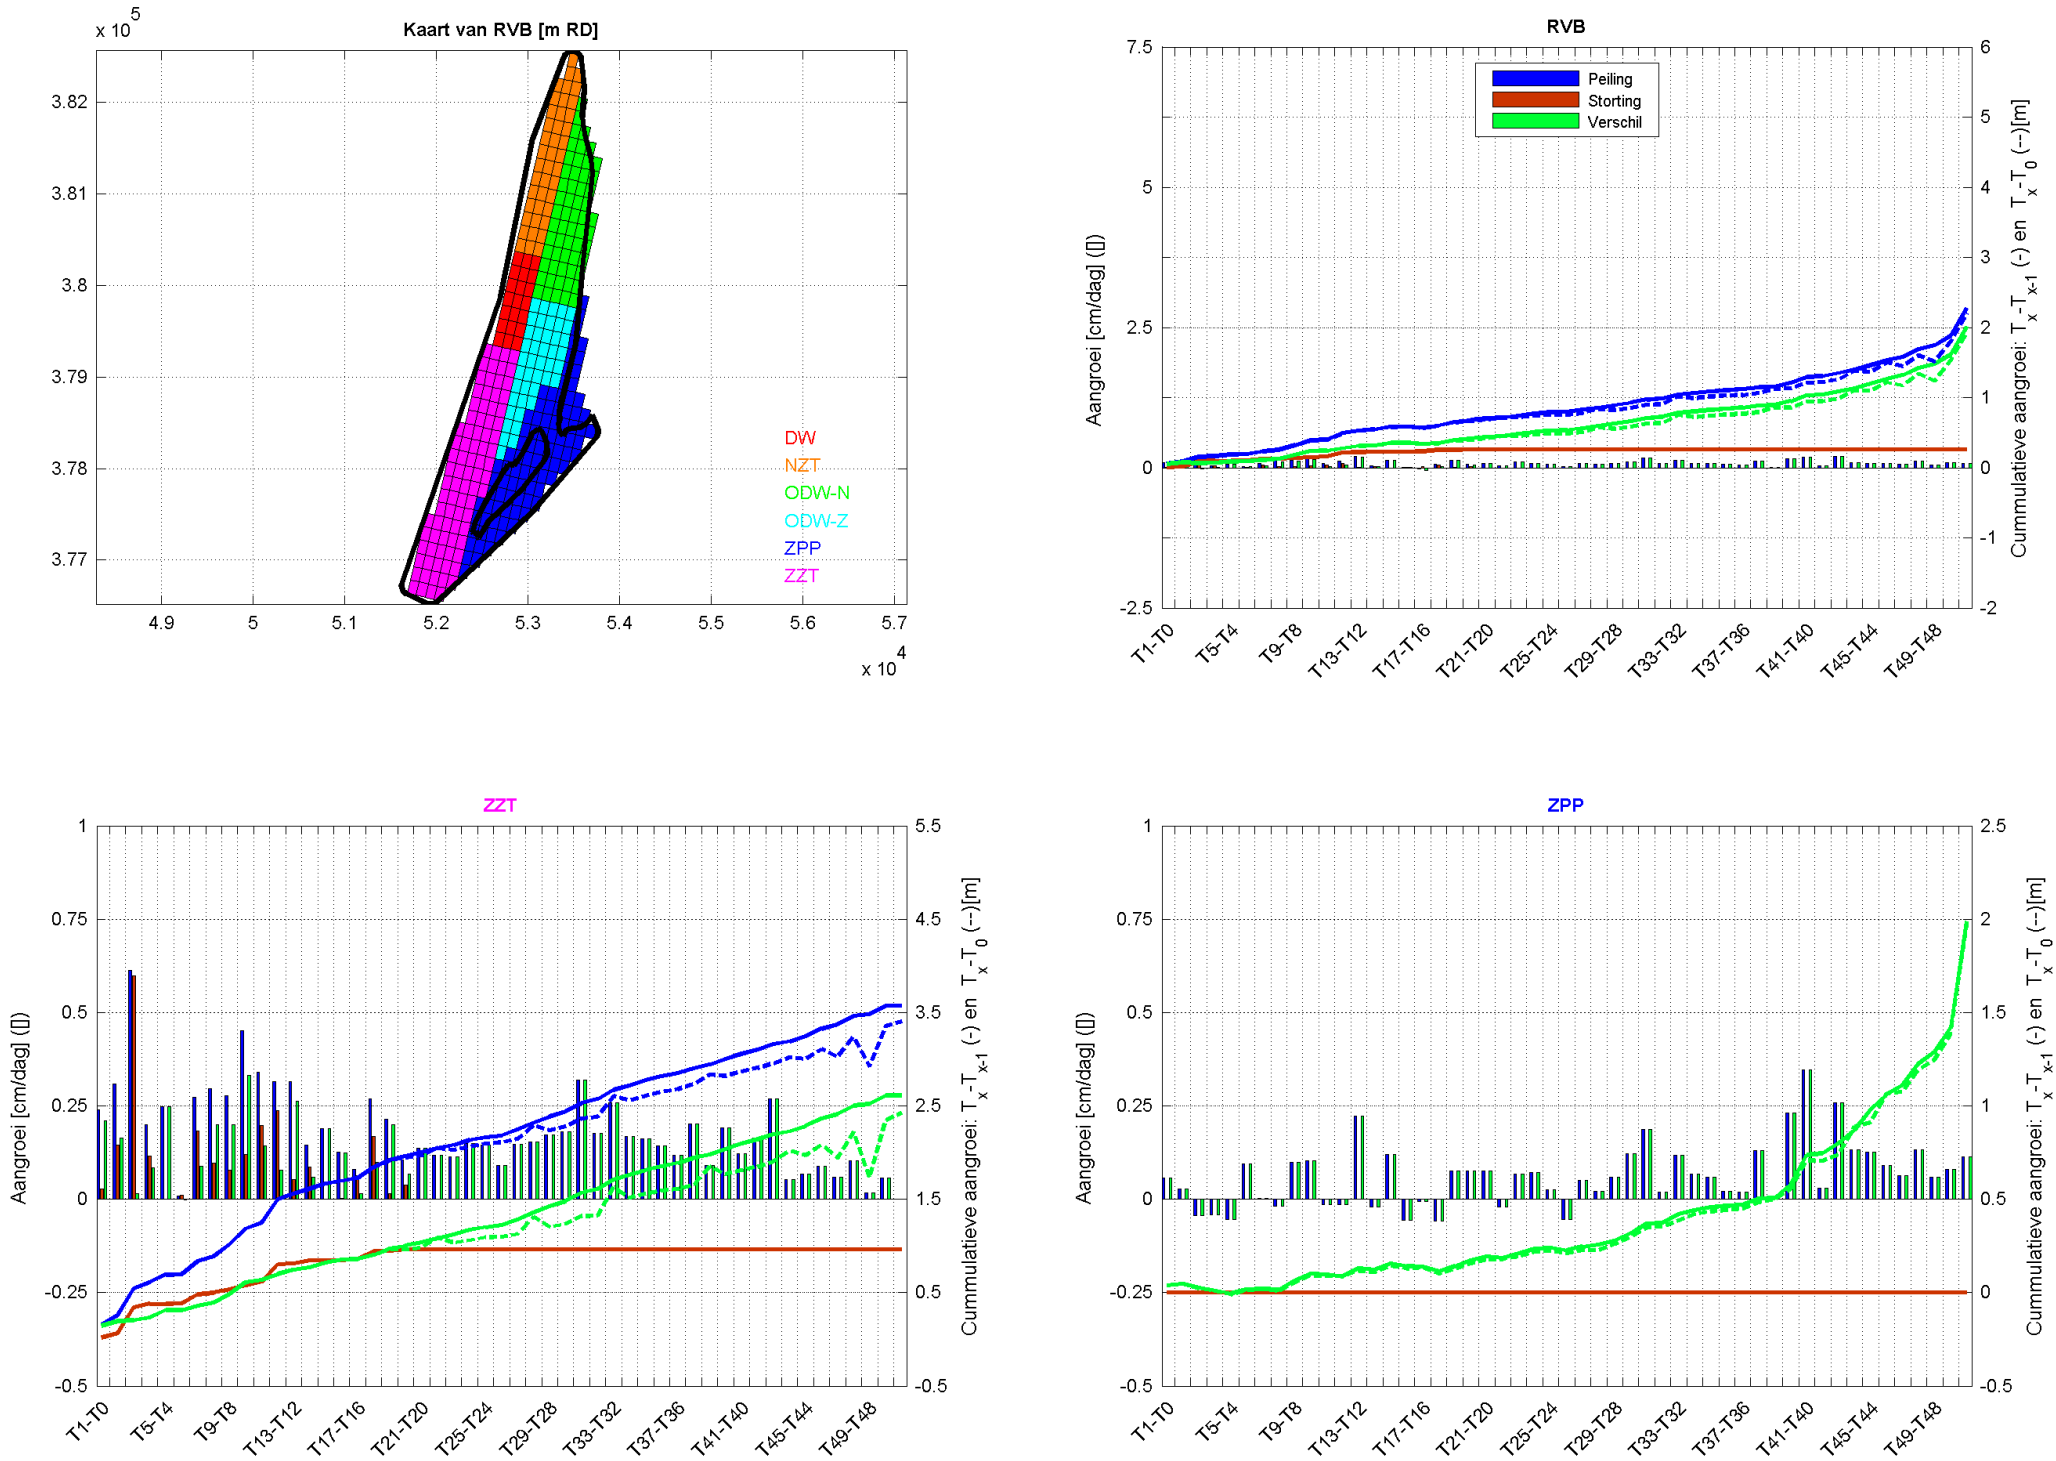 x 10^5
Kaart van RVB [m RD]
3.82
3.81
3.8
3.79
3.78
3.77
4.9 5 5.1 5.2 5.3 5.4 5.5 5.6 5.7
x 10^4
DW
NZT
ODW-N
ODW-Z
ZPP
ZZT
RVB
Peiling
Storting
Verschil
Aangroei [cm/dag] ([])
7.5
5
2.5
0
-2.5
6
5
4
3
2
1
0
-1
-2
Cummulatieve aangroei: T_x-T_x-1 (-) en T_x-T_0 (--)[m]
T1-T0 T5-T4 T9-T8 T13-T12 T17-T16 T21-T20 T25-T24 T29-T28 T33-T32 T37-T36 T41-T40 T45-T44 T49-T48
ZZT
Aangroei [cm/dag] ([])
1
0.75
0.5
0.25
0
-0.25
-0.5
5.5
4.5
3.5
2.5
1.5
0.5
-0.5
Cummulatieve aangroei: T_x-T_x-1 (-) en T_x-T_0 (--)[m]
T1-T0 T5-T4 T9-T8 T13-T12 T17-T16 T21-T20 T25-T24 T29-T28 T33-T32 T37-T36 T41-T40 T45-T44 T49-T48
ZPP
Aangroei [cm/dag] ([])
1
0.75
0.5
0.25
0
-0.25
-0.5
2.5
2
1.5
1
0.5
0
-0.5
Cummulatieve aangroei: T_x-T_x-1 (-) en T_x-T_0 (--)[m]
T1-T0 T5-T4 T9-T8 T13-T12 T17-T16 T21-T20 T25-T24 T29-T28 T33-T32 T37-T36 T41-T40 T45-T44 T49-T48